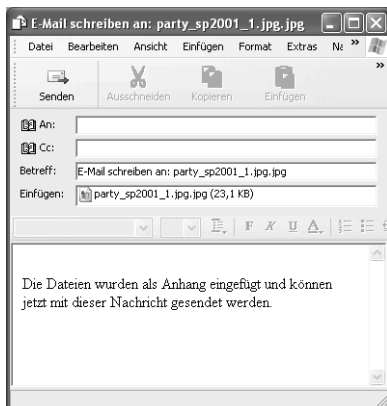 E-Mail schreiben an: party_sp2001_1.jpg.jpg
Datei Bearbeiten Ansicht Einfügen Format Extras N
Senden Ausschneiden Kopieren Einfügen
An:
Cc:
Betreff: E-Mail schreiben an: party_sp2001_1.jpg.jpg
Einfügen: party_sp2001_1.jpg.jpg (23,1 KB)
F K U A
Die Dateien wurden als Anhang eingefügt und können
jetzt mit dieser Nachricht gesendet werden.